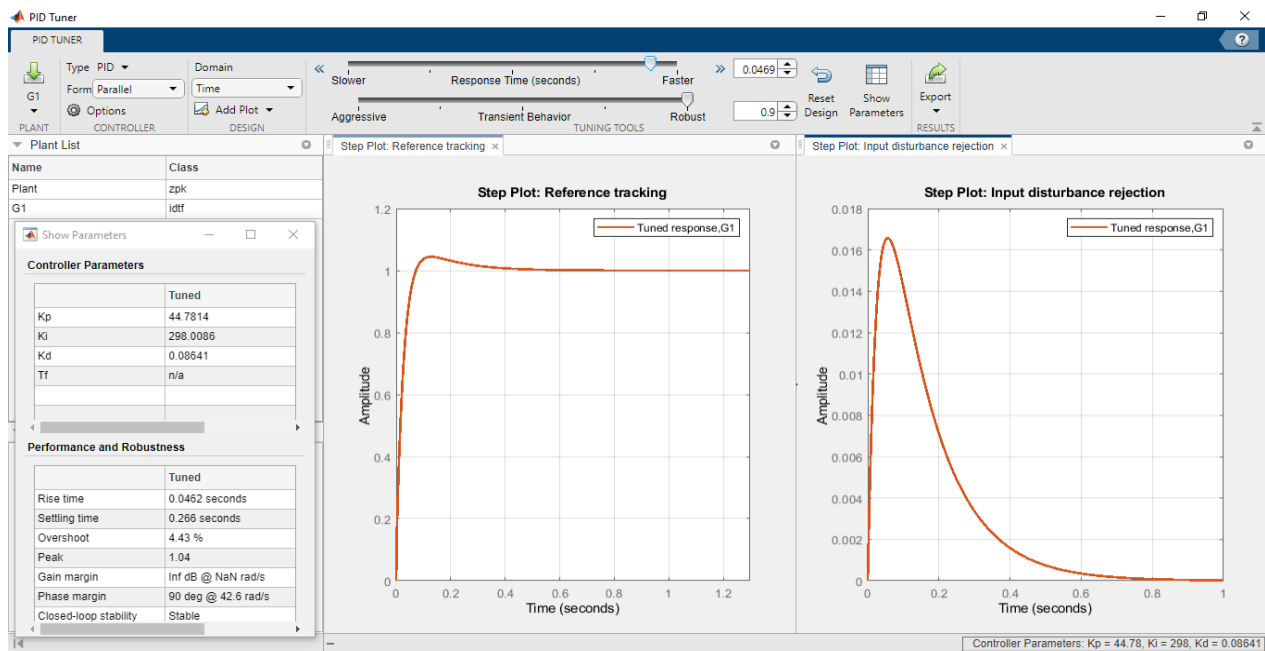 PID Tuner
PID TUNER
?
G1
PLANT
Type PID
Form Parallel
Options
CONTROLLER
Domain
Time
Add Plot
DESIGN
Slower Response Time (seconds) Faster 0.0469
Aggressive Transient Behavior Robust 0.9
TUNING TOOLS
Reset Design
Show Parameters
Export
RESULTS
Plant List
Name Class
Plant zpk
G1 idtf
Show Parameters
Controller Parameters
Tuned
Kp 44.7814
Ki 298.0086
Kd 0.08641
Tf n/a
Performance and Robustness
Tuned
Rise time 0.0462 seconds
Settling time 0.266 seconds
Overshoot 4.43 %
Peak 1.04
Gain margin Inf dB @ NaN rad/s
Phase margin 90 deg @ 42.6 rad/s
Closed-loop stability Stable
Step Plot: Reference tracking
Step Plot: Reference tracking
Tuned response,G1
Amplitude
1.2
1
0.8
0.6
0.4
0.2
0
0 0.2 0.4 0.6 0.8 1 1.2
Time (seconds)
Step Plot: Input disturbance rejection
Step Plot: Input disturbance rejection
Tuned response,G1
Amplitude
0.018
0.016
0.014
0.012
0.01
0.008
0.006
0.004
0.002
0
0 0.2 0.4 0.6 0.8 1
Time (seconds)
Controller Parameters: Kp = 44.78, Ki = 298, Kd = 0.08641